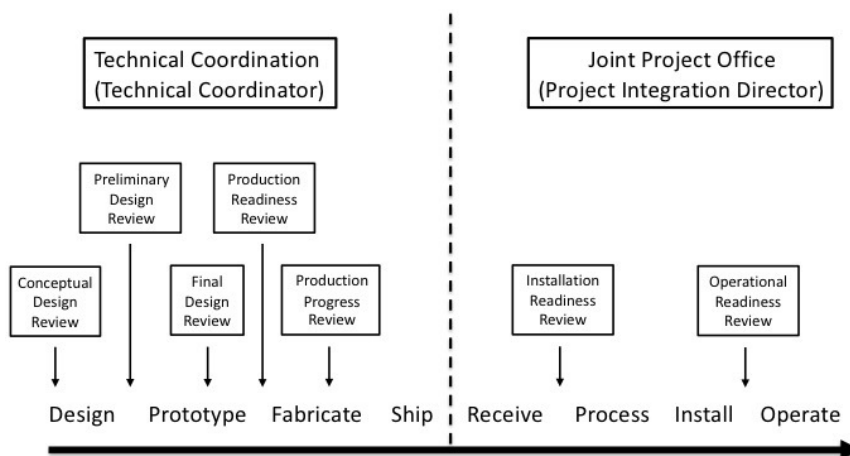 Technical Coordination
(Technical Coordinator)
Joint Project Office
(Project Integration Director)
Preliminary
Design
Review
Production
Readiness
Review
Conceptual
Design
Review
Final
Design
Review
Production
Progress
Review
Installation
Readiness
Review
Operational
Readiness
Review
Design Prototype Fabricate Ship Receive Process Install Operate